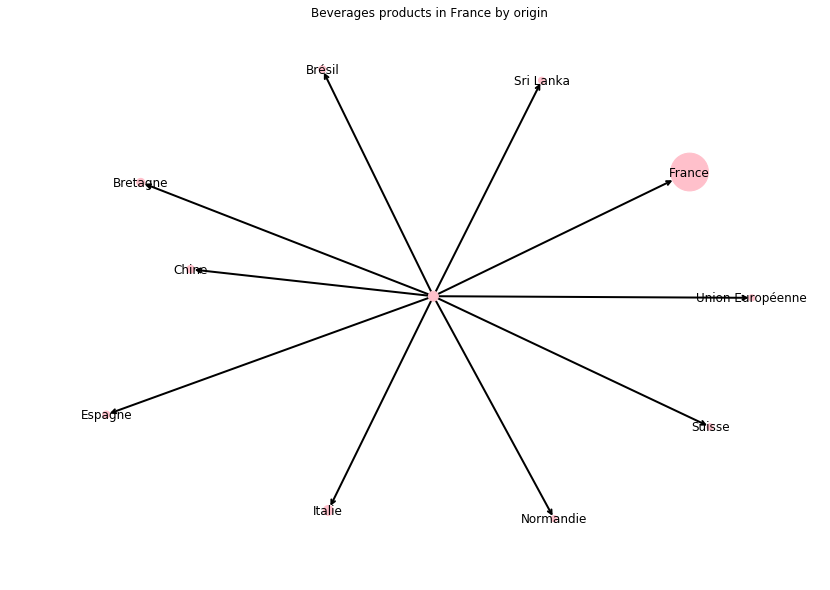 Beverages products in France by origin
Brésil
Sri Lanka
France
Bretagne
Chine
Union Européenne
Espagne
Suisse
Italie
Normandie